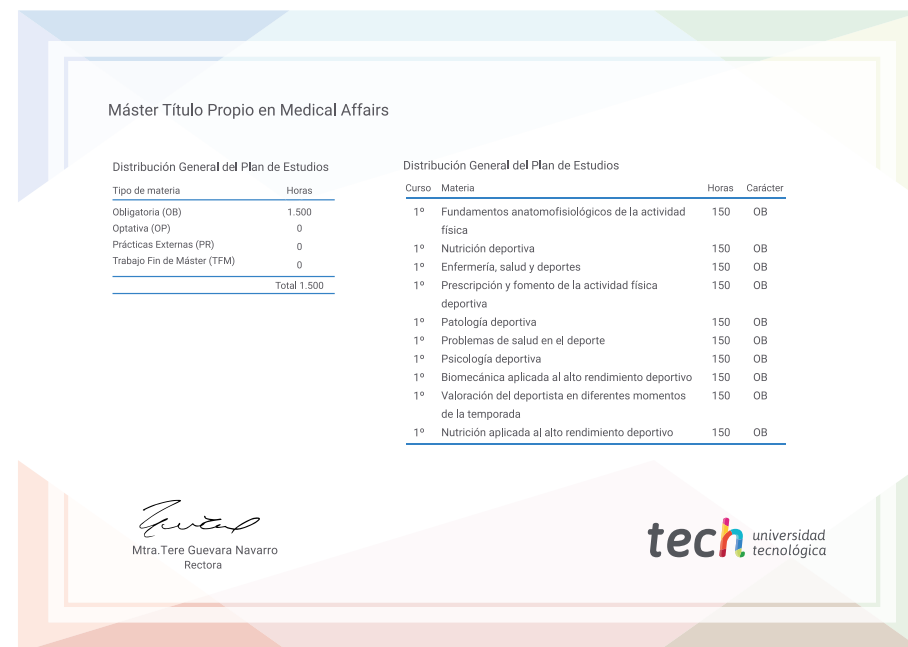 Máster Título Propio en Medical Affairs
Distribución General del Plan de Estudios
Tipo de materia Horas
Obligatoria (OB) 1.500
Optativa (OP) 0
Prácticas Externas (PR) 0
Trabajo Fin de Máster (TFM) 0
Total 1.500
Distribución General del Plan de Estudios
Curso Materia Horas Carácter
1º Fundamentos anatomofisiológicos de la actividad 150 OB
física
1º Nutrición deportiva 150 OB
1º Enfermería, salud y deportes 150 OB
1º Prescripción y fomento de la actividad física 150 OB
deportiva
1º Patología deportiva 150 OB
1º Problemas de salud en el deporte 150 OB
1º Psicología deportiva 150 OB
1º Biomecánica aplicada al alto rendimiento deportivo 150 OB
1º Valoración del deportista en diferentes momentos 150 OB
de la temporada
1º Nutrición aplicada al alto rendimiento deportivo 150 OB
Mtra.Tere Guevara Navarro
Rectora
tech universidad
tecnológica